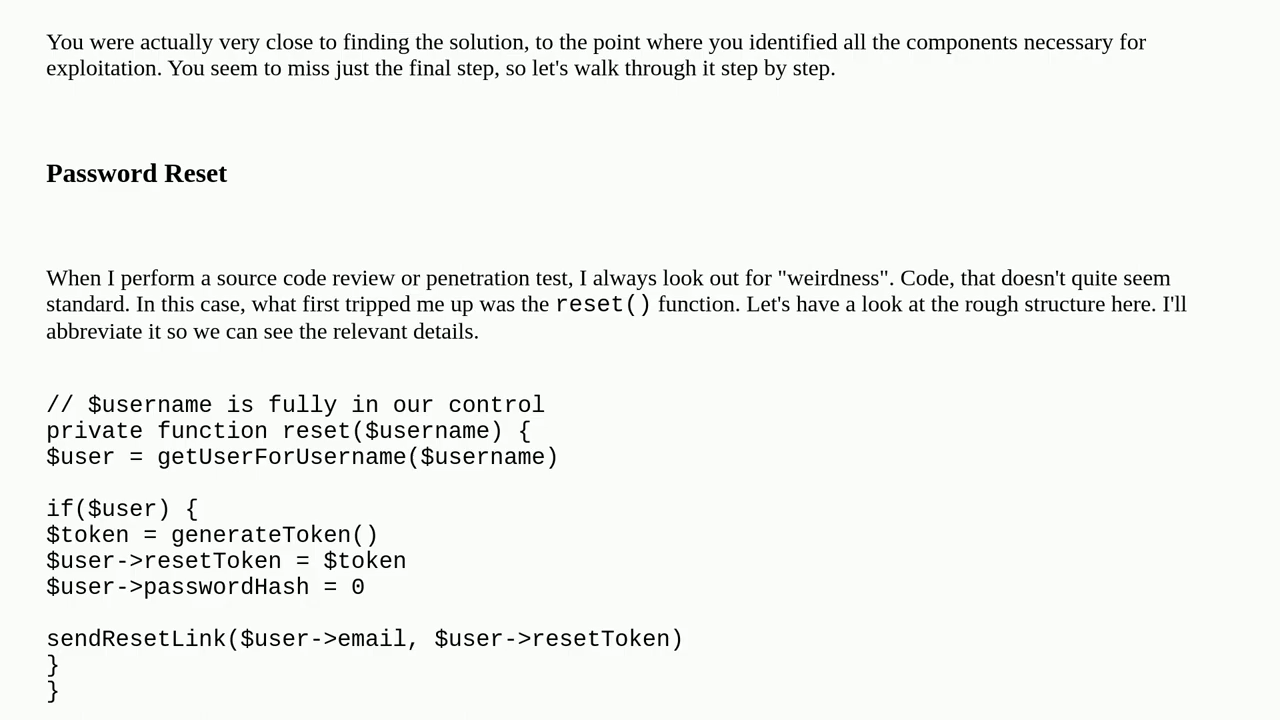 You were actually very close to finding the solution, to the point where you identified all the components necessary for
exploitation. You seem to miss just the final step, so let's walk through it step by step.
Password Reset
When I perform a source code review or penetration test, I always look out for "weirdness". Code, that doesn't quite seem
standard. In this case, what first tripped me up was the reset() function. Let's have a look at the rough structure here. I'll
abbreviate it so we can see the relevant details.
// $username is fully in our control
private function reset($username) {
$user = getUserForUsername($username)
if($user) {
$token = generateToken()
$user->resetToken = $token
$user->passwordHash = 0
sendResetLink($user->email, $user->resetToken)
}
}